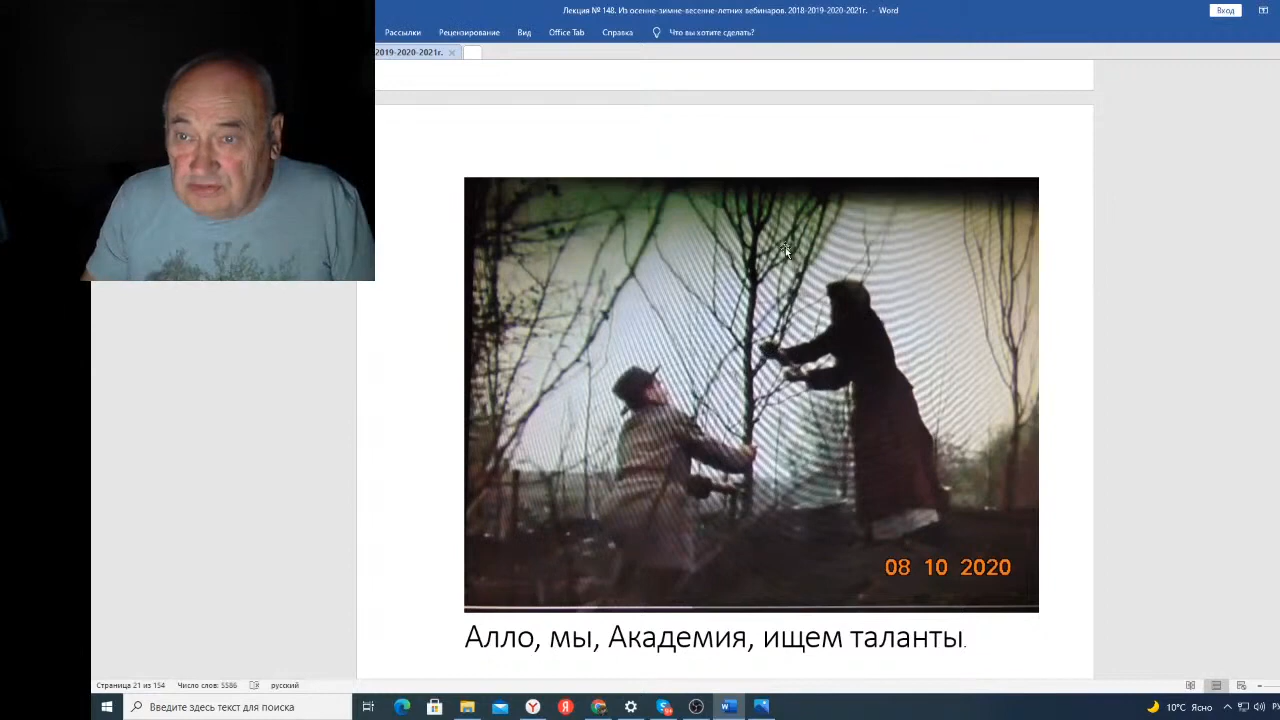 Лекция № 148. Из осенне-зимне-весенне-летних вебинаров. 2018-2019-2020-2021г. - Word
Вход
Рассылки Рецензирование Вид Office Tab Справка Что вы хотите сделать?
2019-2020-2021г.
08 10 2020
Алло, мы, Академия, ищем таланты.
Страница 21 из 154 Число слов: 5586 русский
Введите здесь текст для поиска
10°C Ясно